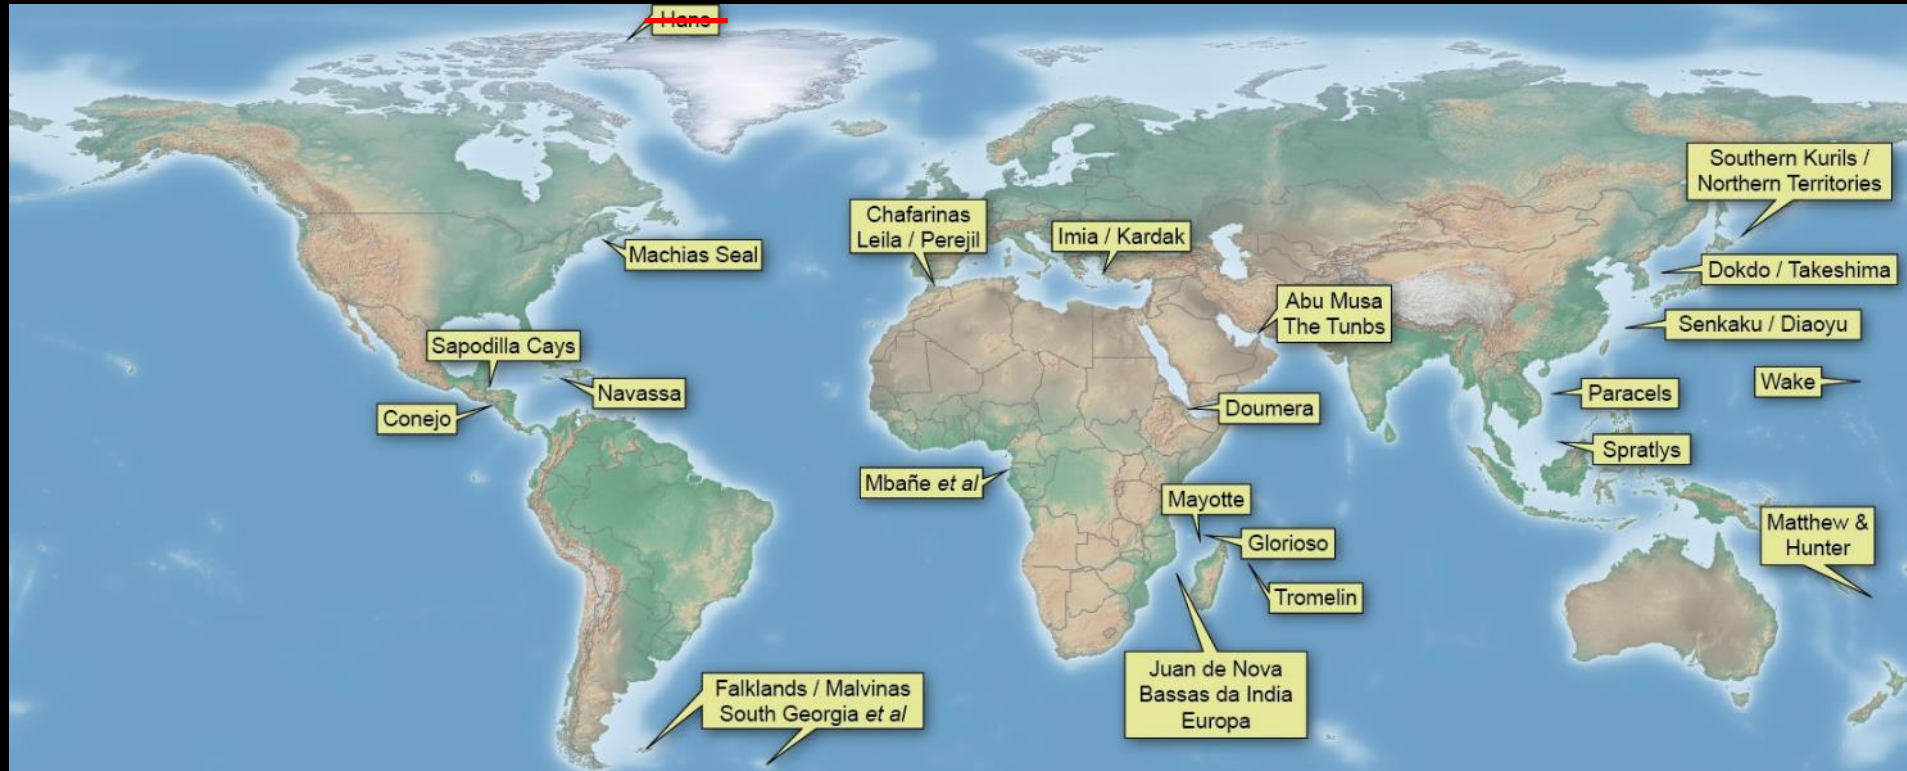 Hans
Southern Kurils /
Northern Territories
Chafarinas
Leila / Perejil
Imia / Kardak
Machias Seal
Dokdo / Takeshima
Abu Musa
The Tunbs
Senkaku / Diaoyu
Sapodilla Cays
Navassa
Wake
Paracels
Conejo
Doumera
Spratlys
Mbañe et al
Mayotte
Matthew &
Hunter
Glorioso
Tromelin
Juan de Nova
Bassas da India
Europa
Falklands / Malvinas
South Georgia et al